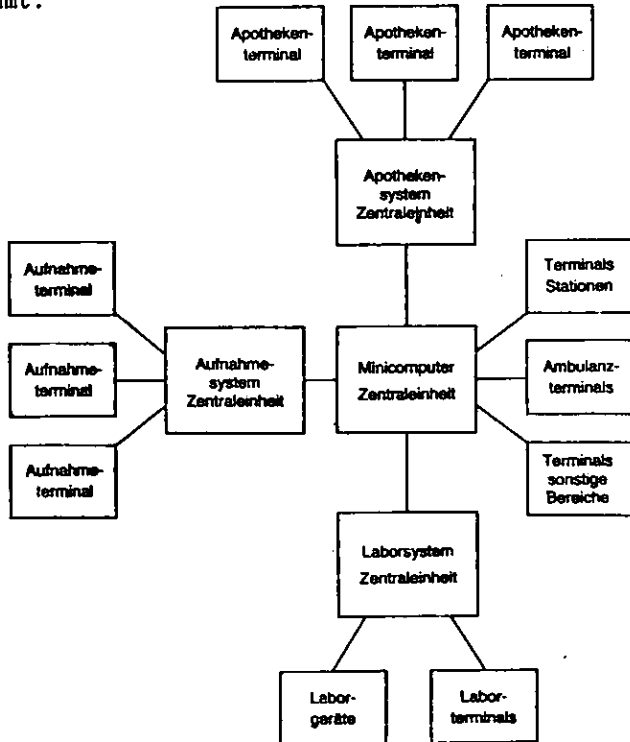 Apotheken-
terminal
Apotheken-
terminal
Apotheken-
terminal
Apotheken-
system
Zentraleinheit
Aufnahme-
terminal
Terminals
Stationen
Aufnahme-
terminal
Aufnahme-
system
Zentraleinheit
Minicomputer
Zentraleinheit
Ambulanz-
terminals
Aufnahme-
terminal
Terminals
sonstige
Bereiche
Laborsystem
Zentraleinheit
Labor-
geräte
Labor-
terminals